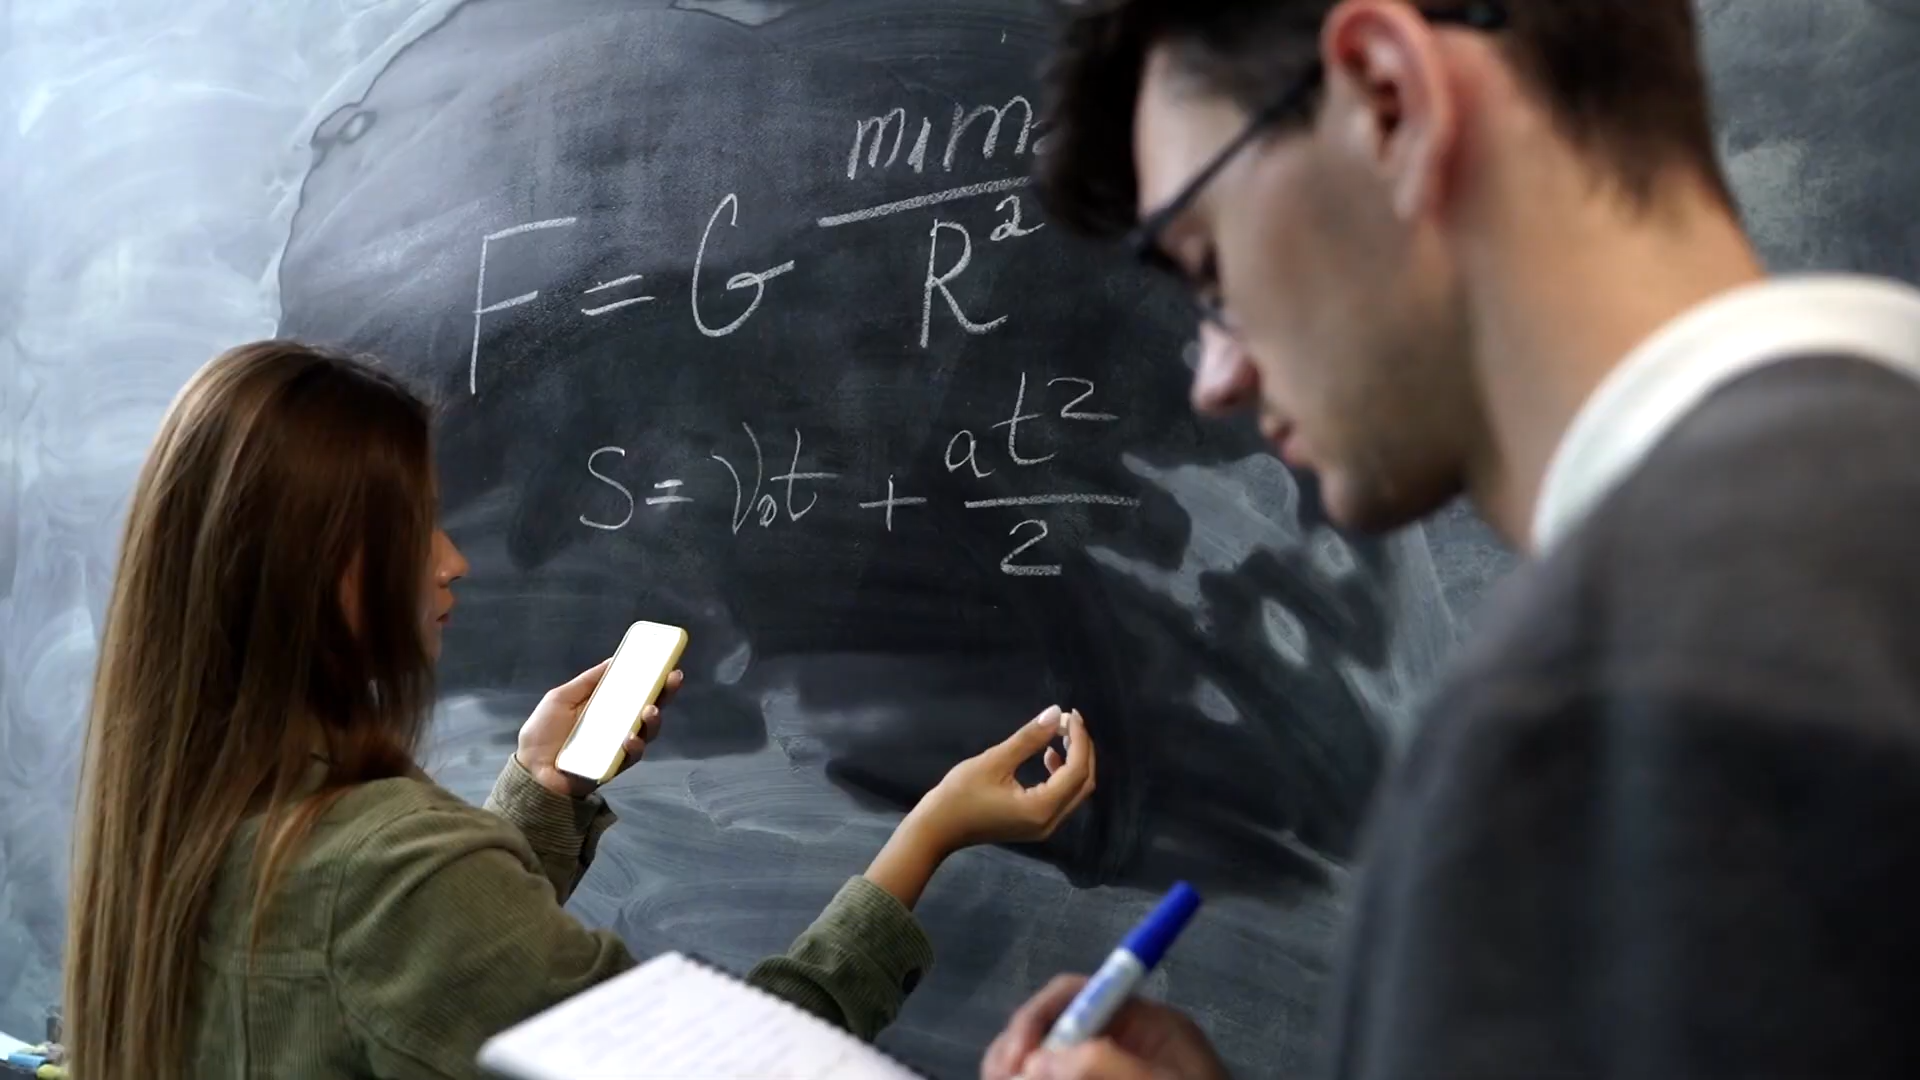 F = G m₁m₂/R²
S = V₀t + at²/2